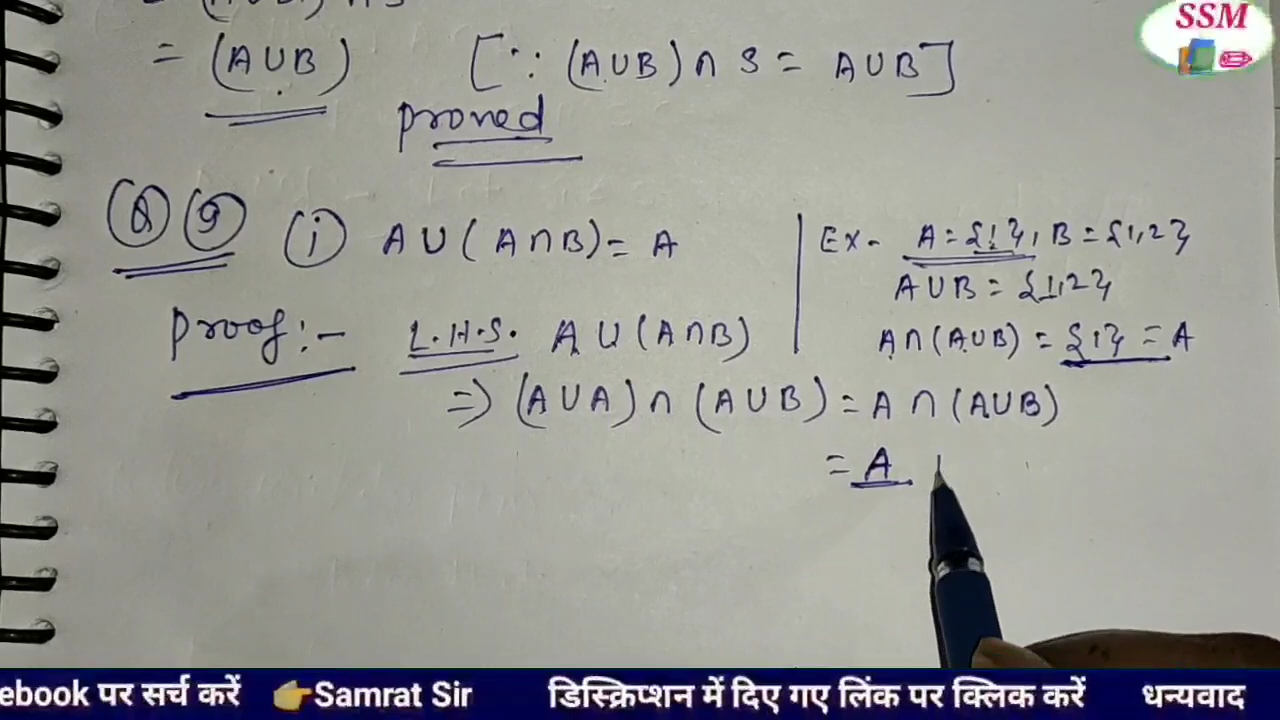 SSM
= (A∪B) [∵ (A∪B)∩ S = A∪B]
proved
Q 9 (i) A∪(A∩B)= A
Ex- A={1}, B={1,2}
A∪B={1,2}
A∩(A∪B) = {1} = A
Proof:- L.H.S. A∪(A∩B)
=> (A∪A)∩(A∪B)= A∩(A∪B)
= A
ebook पर सर्च करें 👉Samrat Sir डिस्क्रिप्शन में दिए गए लिंक पर क्लिक करें धन्यवाद